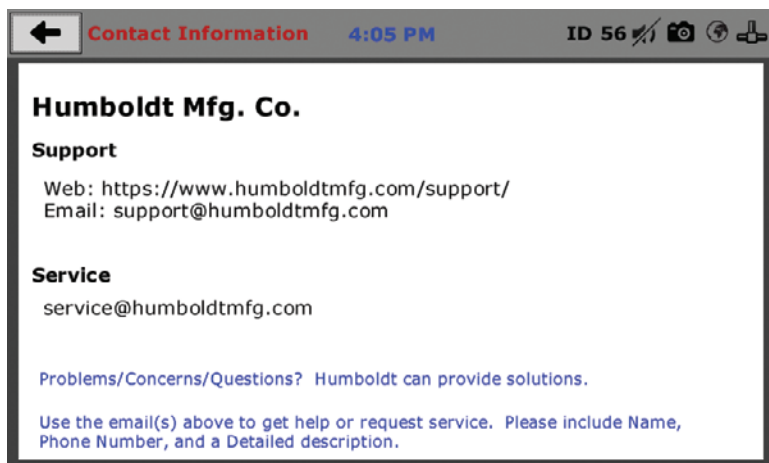 Contact Information 4:05 PM ID 56
Humboldt Mfg. Co.
Support
Web: https://www.humboldtmfg.com/support/
Email: support@humboldtmfg.com
Service
service@humboldtmfg.com
Problems/Concerns/Questions? Humboldt can provide solutions.
Use the email(s) above to get help or request service. Please include Name,
Phone Number, and a Detailed description.